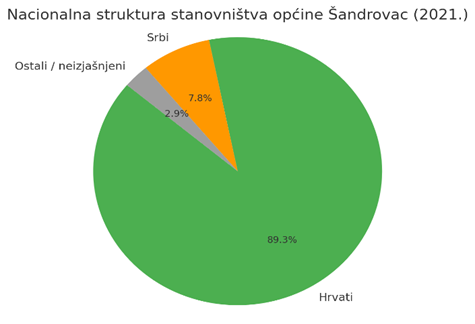 Nacionalna struktura stanovništva općine Šandrovac (2021.)
Srbi
Ostali / neizjašnjeni
7.8%
2.9%
89.3%
Hrvati